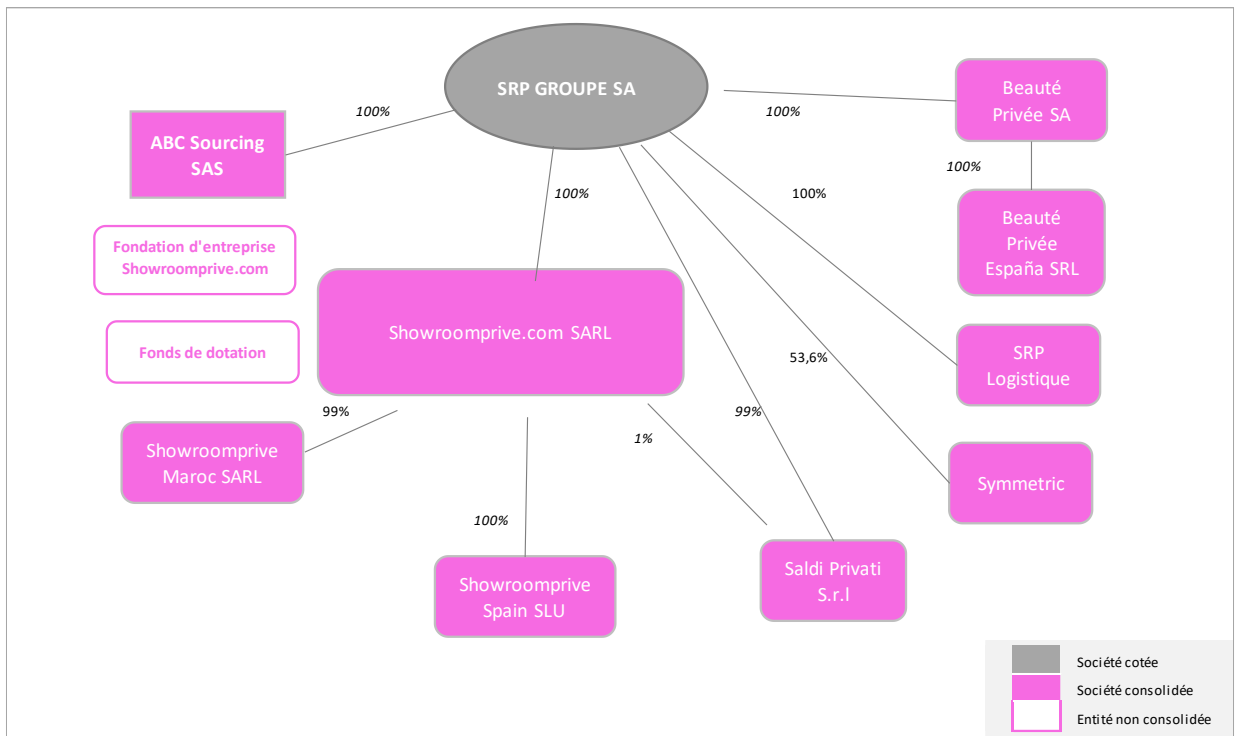 SRP GROUPE SA
Beauté
Privée SA
100%
100%
ABC Sourcing
SAS
100%
100%
100%
Beauté
Privée
España SRL
Fondation d'entreprise
Showroomprive.com
Showroomprive.com SARL
Fonds de dotation
53,6%
SRP
Logistique
99%
99%
1%
Showroomprive
Maroc SARL
Symmetric
100%
Showroomprive
Spain SLU
Saldi Privati
S.r.l
Société cotée
Société consolidée
Entité non consolidée